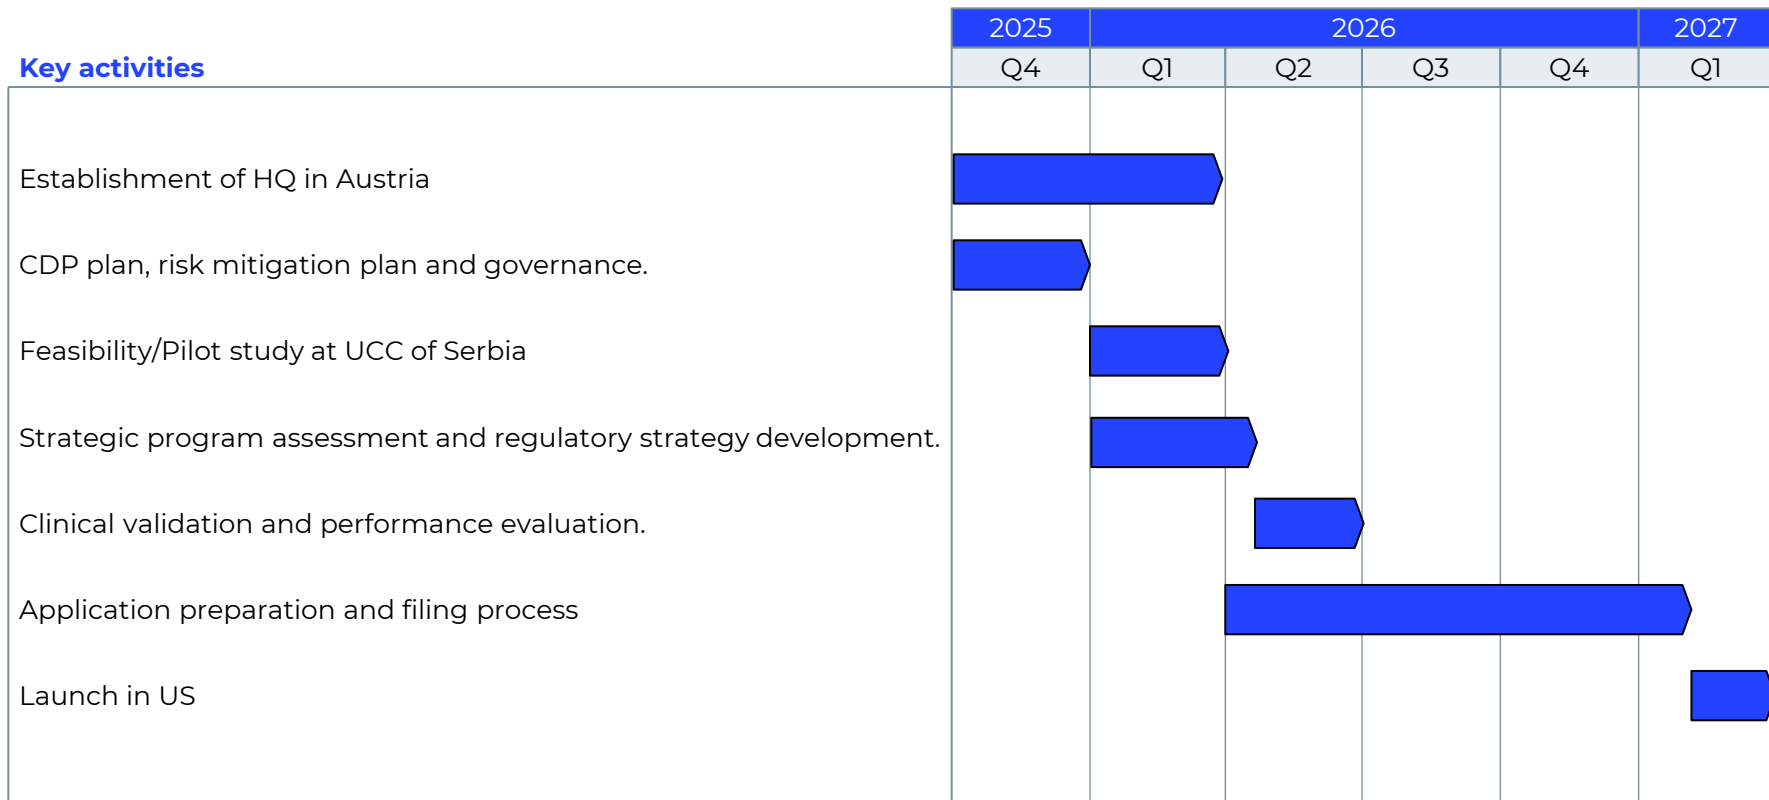 2025 2026 2027
Key activities Q4 Q1 Q2 Q3 Q4 Q1
Establishment of HQ in Austria
CDP plan, risk mitigation plan and governance.
Feasibility/Pilot study at UCC of Serbia
Strategic program assessment and regulatory strategy development.
Clinical validation and performance evaluation.
Application preparation and filing process
Launch in US